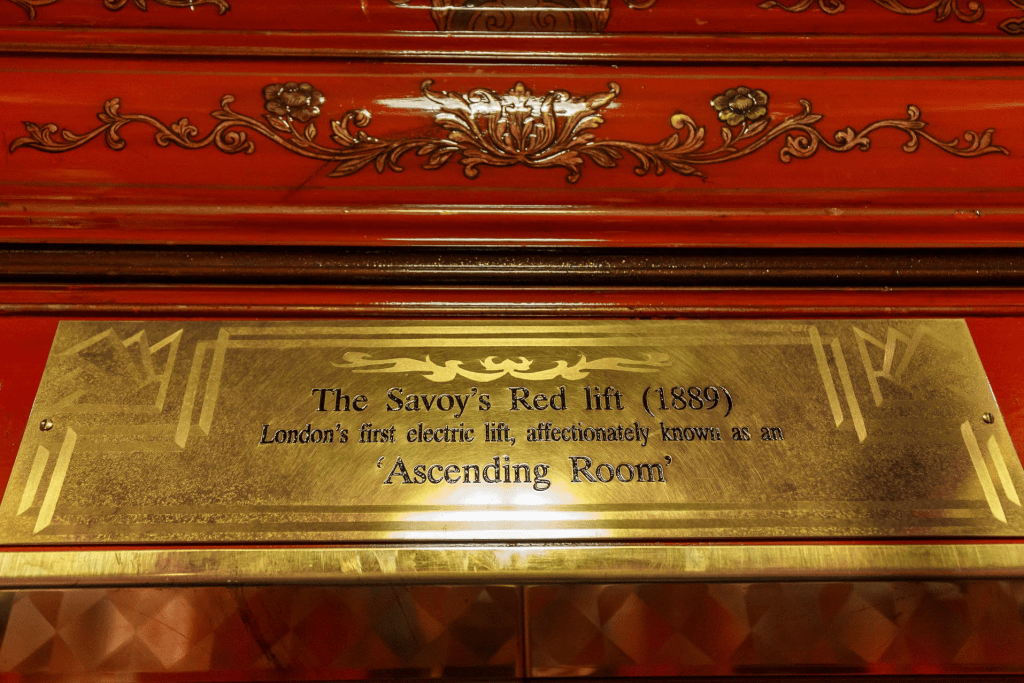 The Savoy's Red lift (1889)
London's first electric lift, affectionately known as an
'Ascending Room'